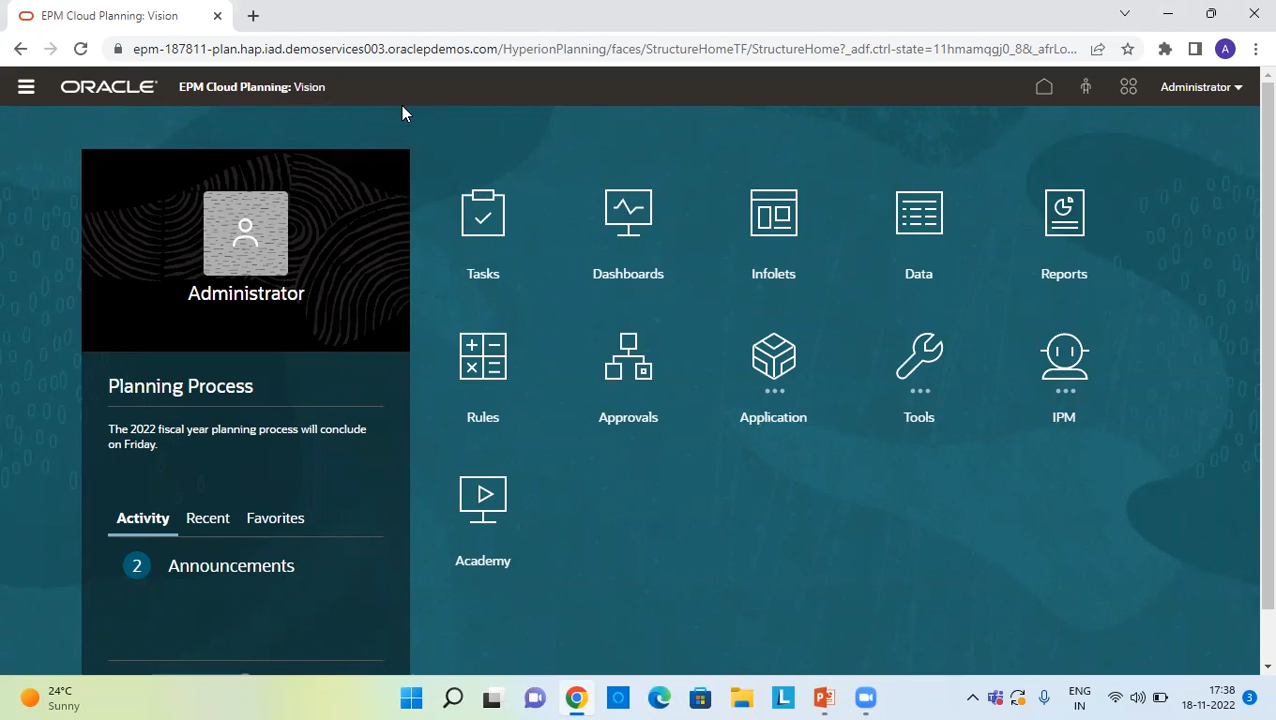 EPM Cloud Planning: Vision
epm-187811-plan.hap.iad.demoservices003.oraclepdemos.com/HyperionPlanning/faces/StructureHomeTF/StructureHome?_adf.ctrl-state=11hmamqgj0_8&_afrLo...
A
ORACLE EPM Cloud Planning: Vision
Administrator
Administrator
Planning Process
The 2022 fiscal year planning process will conclude
on Friday.
Activity Recent Favorites
2 Announcements
Tasks Dashboards Infolets Data Reports
Rules Approvals Application Tools IPM
Academy
24°C
Sunny
L
ENG
IN
17:38
18-11-2022
3